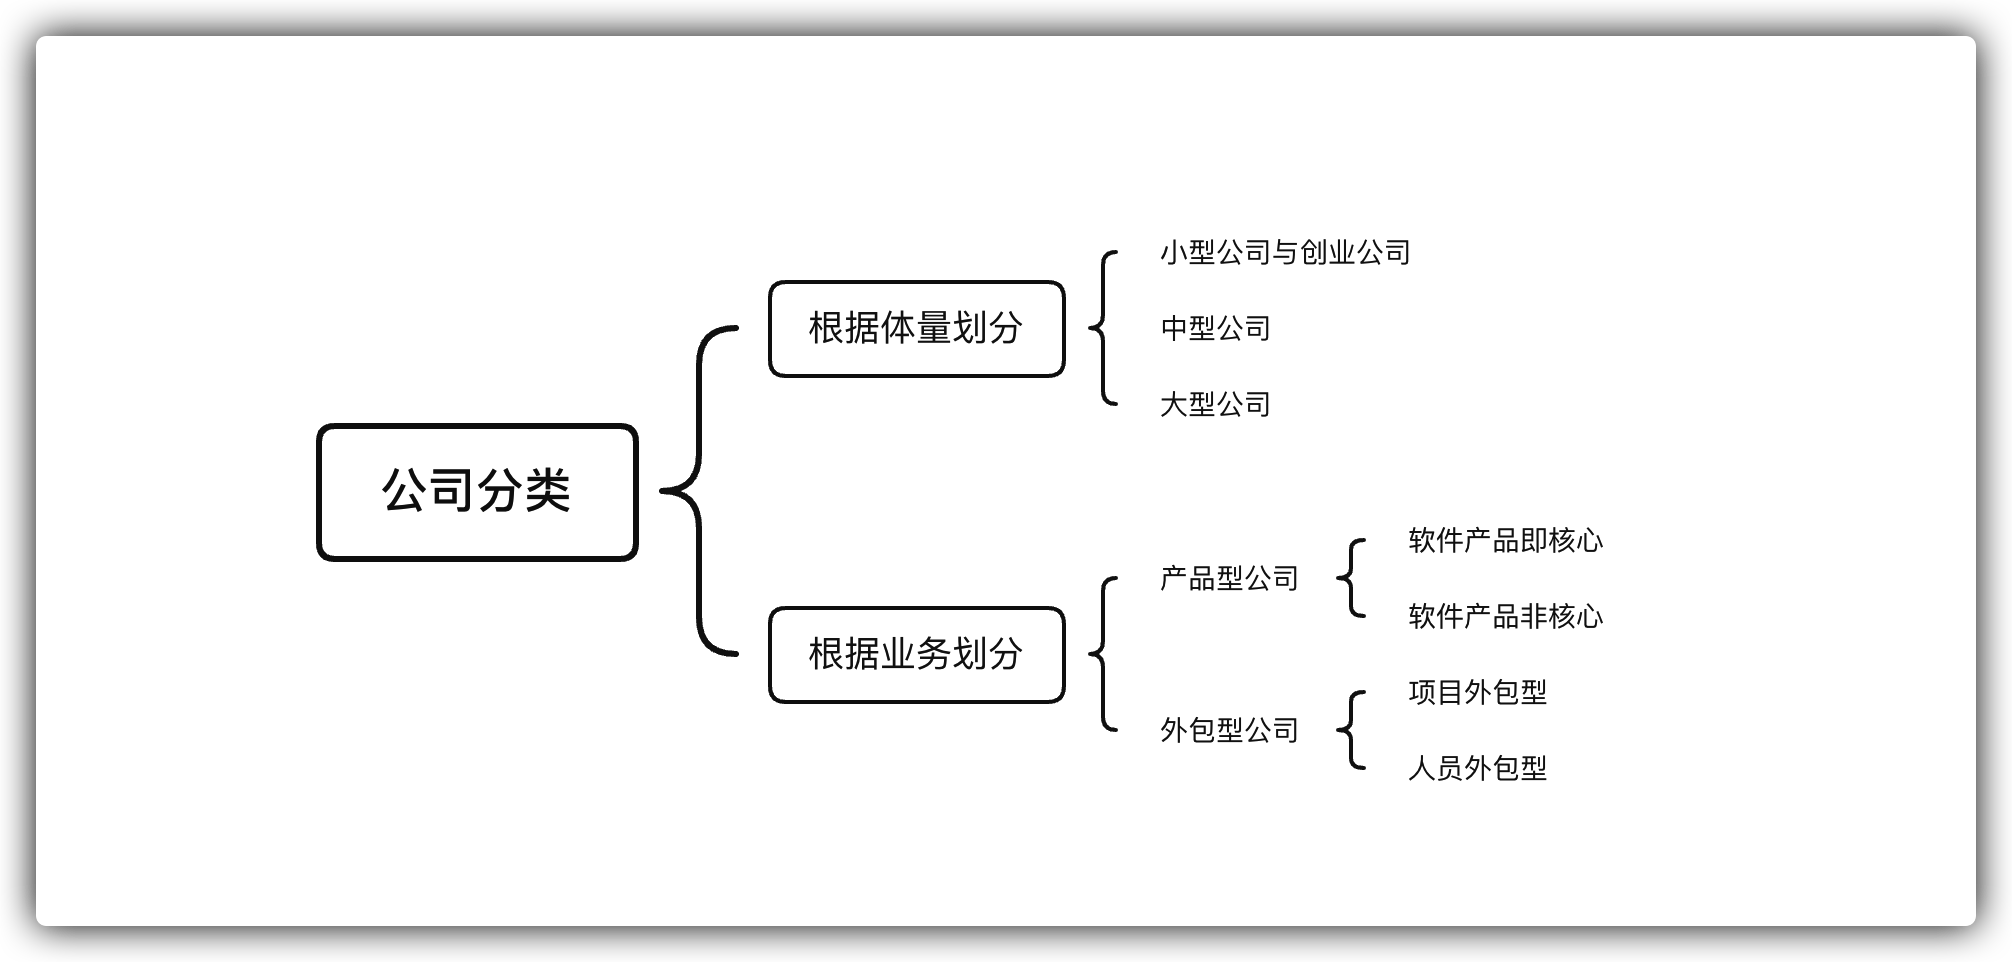 公司分类
根据体量划分
小型公司与创业公司
中型公司
大型公司
根据业务划分
产品型公司
软件产品即核心
软件产品非核心
外包型公司
项目外包型
人员外包型